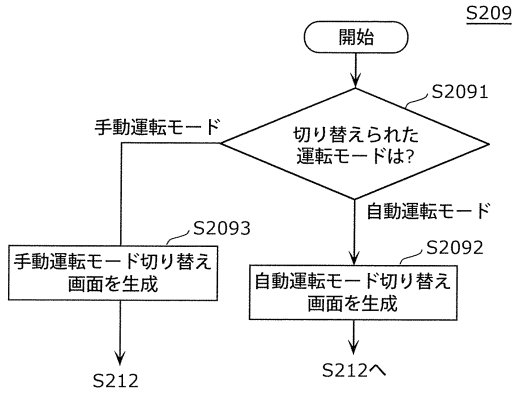 S209
開始
S2091
切り替えられた
運転モードは?
手動運転モード
自動運転モード
S2093
手動運転モード切り替え
画面を生成
S2092
自動運転モード切り替え
画面を生成
S212
S212へ